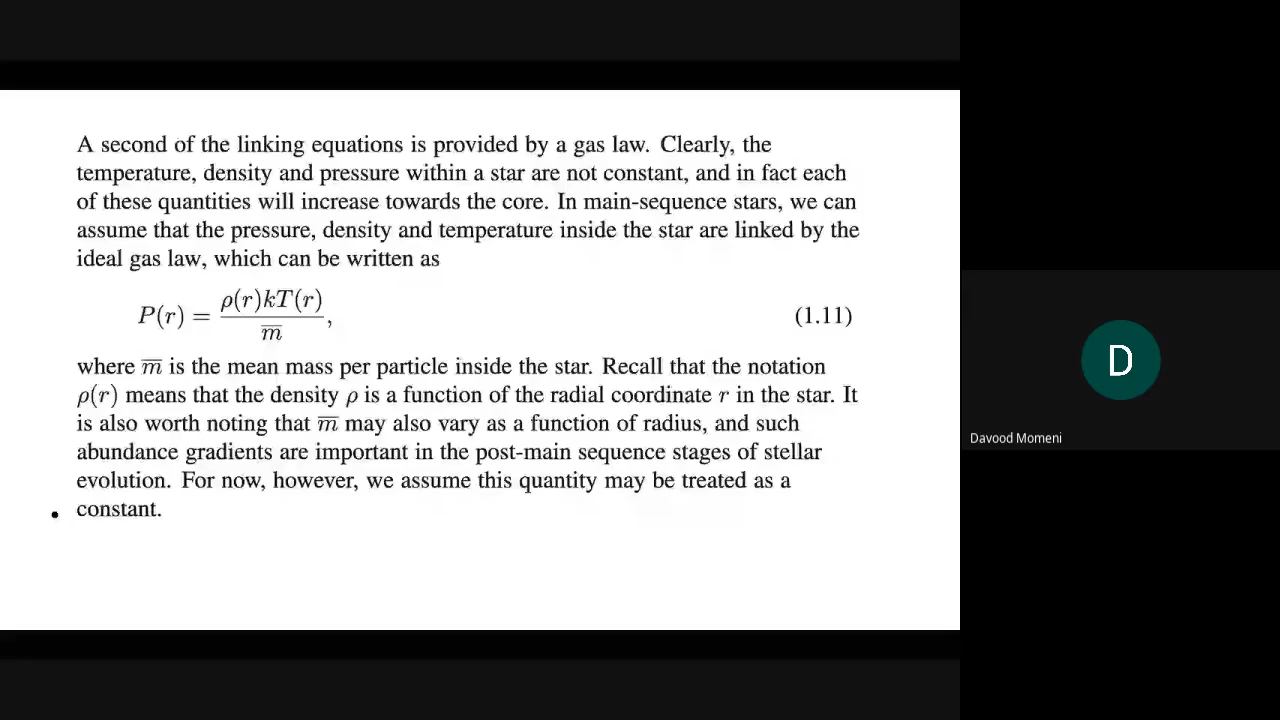 A second of the linking equations is provided by a gas law. Clearly, the
temperature, density and pressure within a star are not constant, and in fact each
of these quantities will increase towards the core. In main-sequence stars, we can
assume that the pressure, density and temperature inside the star are linked by the
ideal gas law, which can be written as
P(r) = ρ(r)kT(r) / m̅, (1.11)
where m̅ is the mean mass per particle inside the star. Recall that the notation
ρ(r) means that the density ρ is a function of the radial coordinate r in the star. It
is also worth noting that m̅ may also vary as a function of radius, and such
abundance gradients are important in the post-main sequence stages of stellar
evolution. For now, however, we assume this quantity may be treated as a
• constant.
D
Davood Momeni